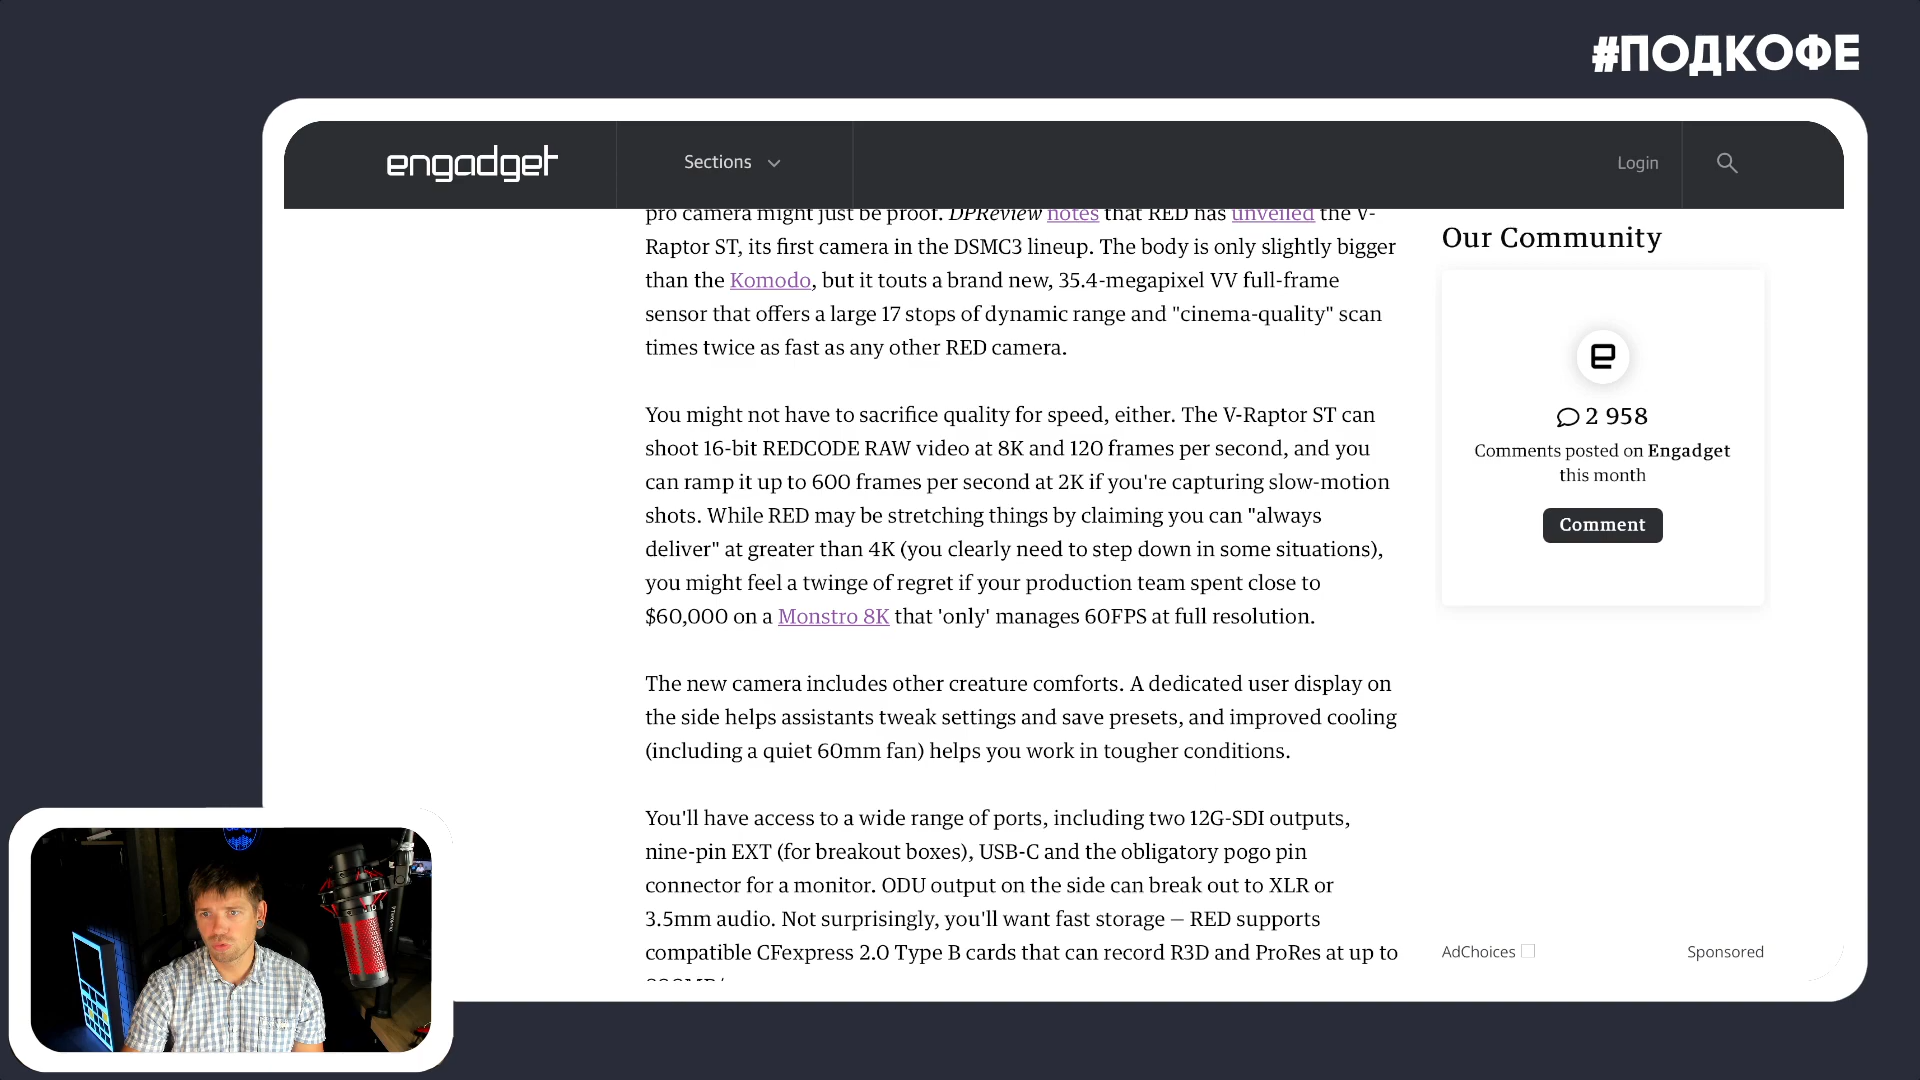 #ПОДКОФЕ
engadget
Sections
Login
pro camera might just be proof. DPReview notes that RED has unveiled the V-
Raptor ST, its first camera in the DSMC3 lineup. The body is only slightly bigger
than the Komodo, but it touts a brand new, 35.4-megapixel VV full-frame
sensor that offers a large 17 stops of dynamic range and "cinema-quality" scan
times twice as fast as any other RED camera.
You might not have to sacrifice quality for speed, either. The V-Raptor ST can
shoot 16-bit REDCODE RAW video at 8K and 120 frames per second, and you
can ramp it up to 600 frames per second at 2K if you're capturing slow-motion
shots. While RED may be stretching things by claiming you can "always
deliver" at greater than 4K (you clearly need to step down in some situations),
you might feel a twinge of regret if your production team spent close to
$60,000 on a Monstro 8K that 'only' manages 60FPS at full resolution.
The new camera includes other creature comforts. A dedicated user display on
the side helps assistants tweak settings and save presets, and improved cooling
(including a quiet 60mm fan) helps you work in tougher conditions.
You'll have access to a wide range of ports, including two 12G-SDI outputs,
nine-pin EXT (for breakout boxes), USB-C and the obligatory pogo pin
connector for a monitor. ODU output on the side can break out to XLR or
3.5mm audio. Not surprisingly, you'll want fast storage — RED supports
compatible CFexpress 2.0 Type B cards that can record R3D and ProRes at up to
Our Community
e
2 958
Comments posted on Engadget
this month
Comment
AdChoices
Sponsored